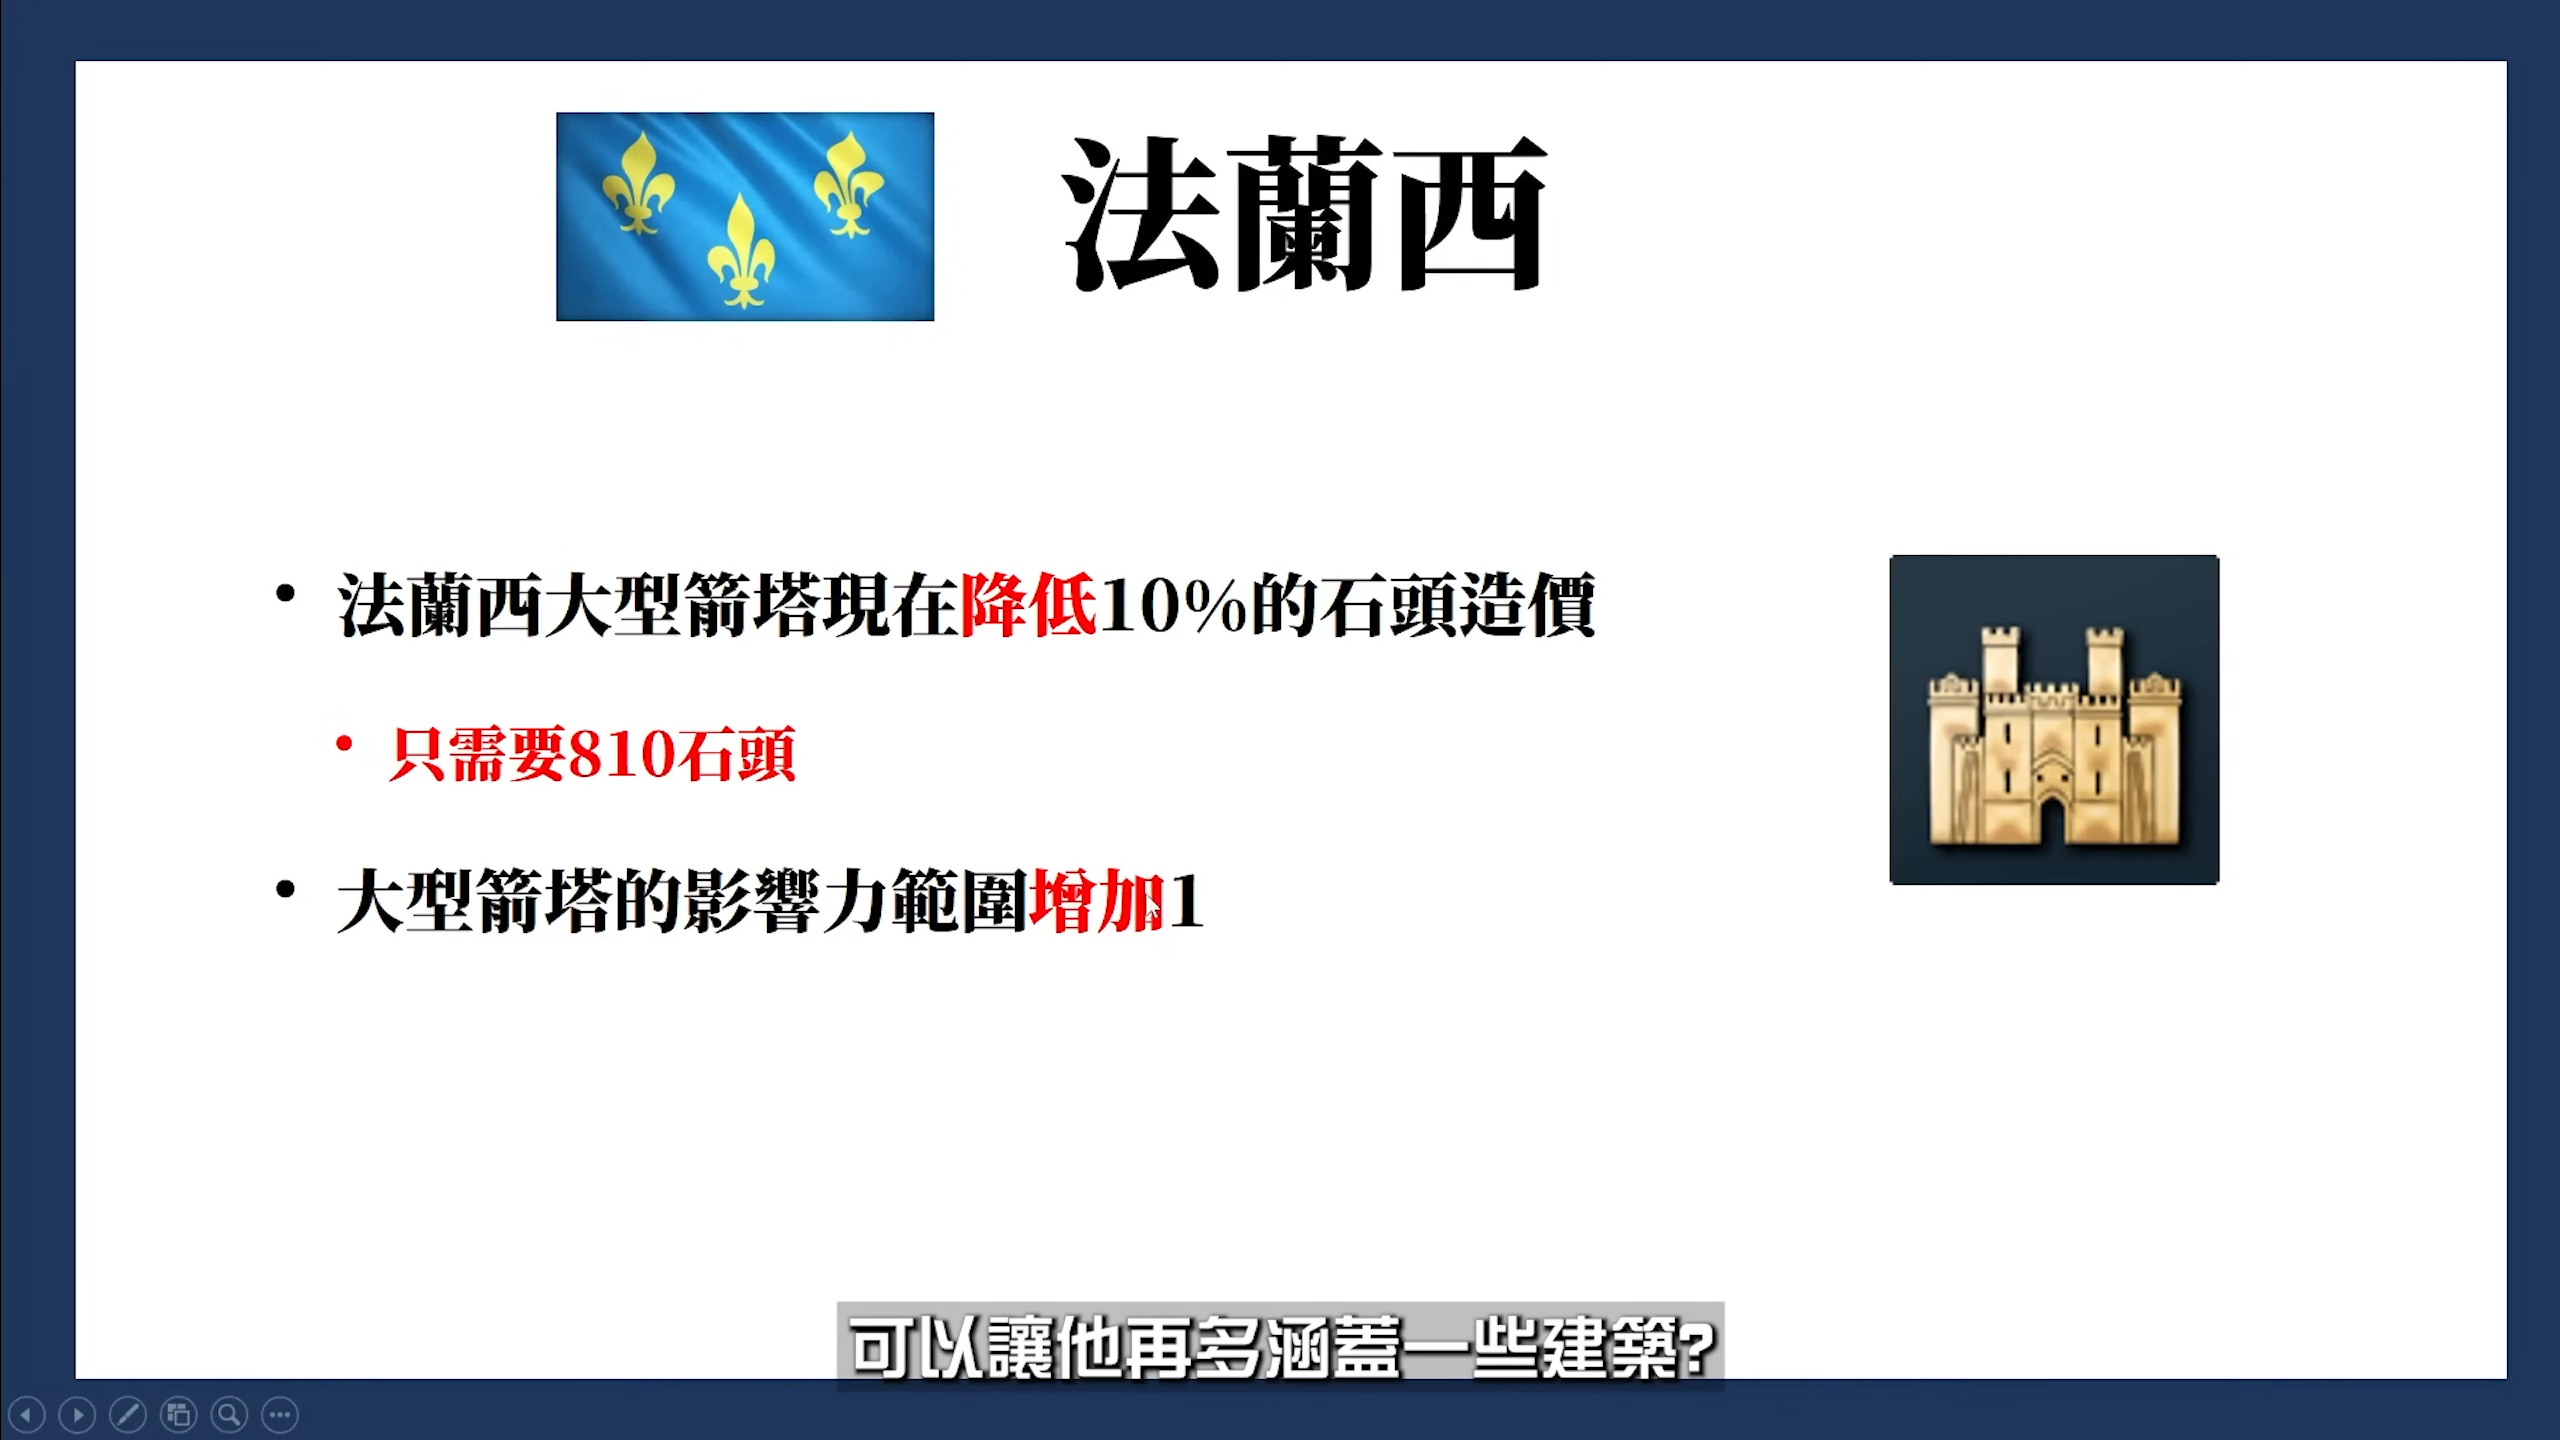 法蘭西
• 法蘭西大型箭塔現在降低10%的石頭造價
• 只需要810石頭
• 大型箭塔的影響力範圍增加1
可以讓他再多涵蓋一些建築?